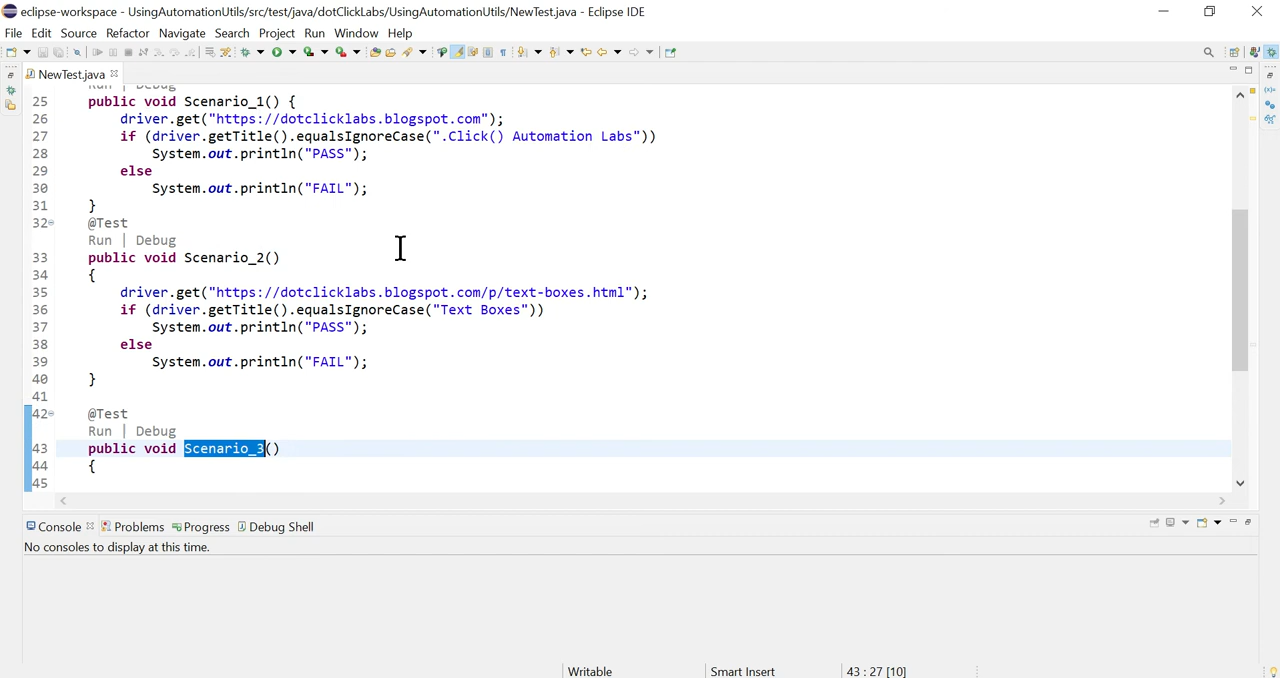 eclipse-workspace - UsingAutomationUtils/src/test/java/dotClickLabs/UsingAutomationUtils/NewTest.java - Eclipse IDE
File Edit Source Refactor Navigate Search Project Run Window Help
NewTest.java
Run | Debug
25 public void Scenario_1() {
26 driver.get("https://dotclicklabs.blogspot.com");
27 if (driver.getTitle().equalsIgnoreCase(".Click() Automation Labs"))
28 System.out.println("PASS");
29 else
30 System.out.println("FAIL");
31 }
32 @Test
Run | Debug
33 public void Scenario_2()
34 {
35 driver.get("https://dotclicklabs.blogspot.com/p/text-boxes.html");
36 if (driver.getTitle().equalsIgnoreCase("Text Boxes"))
37 System.out.println("PASS");
38 else
39 System.out.println("FAIL");
40 }
41
42 @Test
Run | Debug
43 public void Scenario_3()
44 {
45
Console Problems Progress Debug Shell
No consoles to display at this time.
Writable Smart Insert 43 : 27 [10]